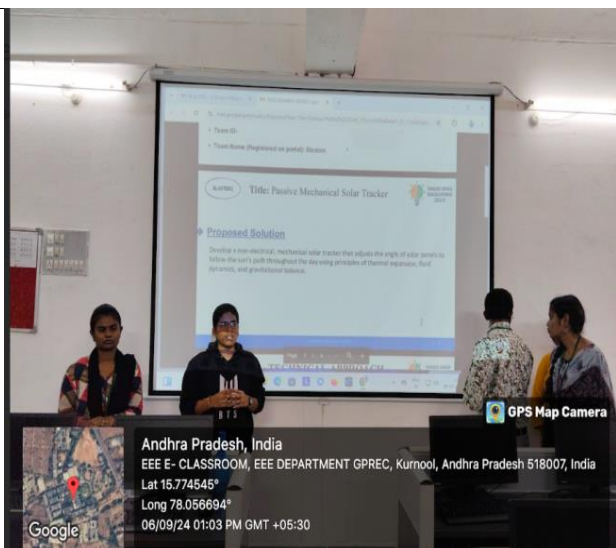 • Team ID-
• Team Name (Registered on portal)-
Title: Passive Mechanical Solar Tracker
Proposed Solution
Develop a non-electrical, mechanical solar tracker that adjusts the angle of solar panels to
follow the sun's path throughout the day using principles of thermal expansion, fluid
dynamics, and gravitational balance.
TECHNICAL APPROACH
BTS
GPS Map Camera
Andhra Pradesh, India
EEE E- CLASSROOM, EEE DEPARTMENT GPREC, Kurnool, Andhra Pradesh 518007, India
Lat 15.774545°
Long 78.056694°
06/09/24 01:03 PM GMT +05:30
Google